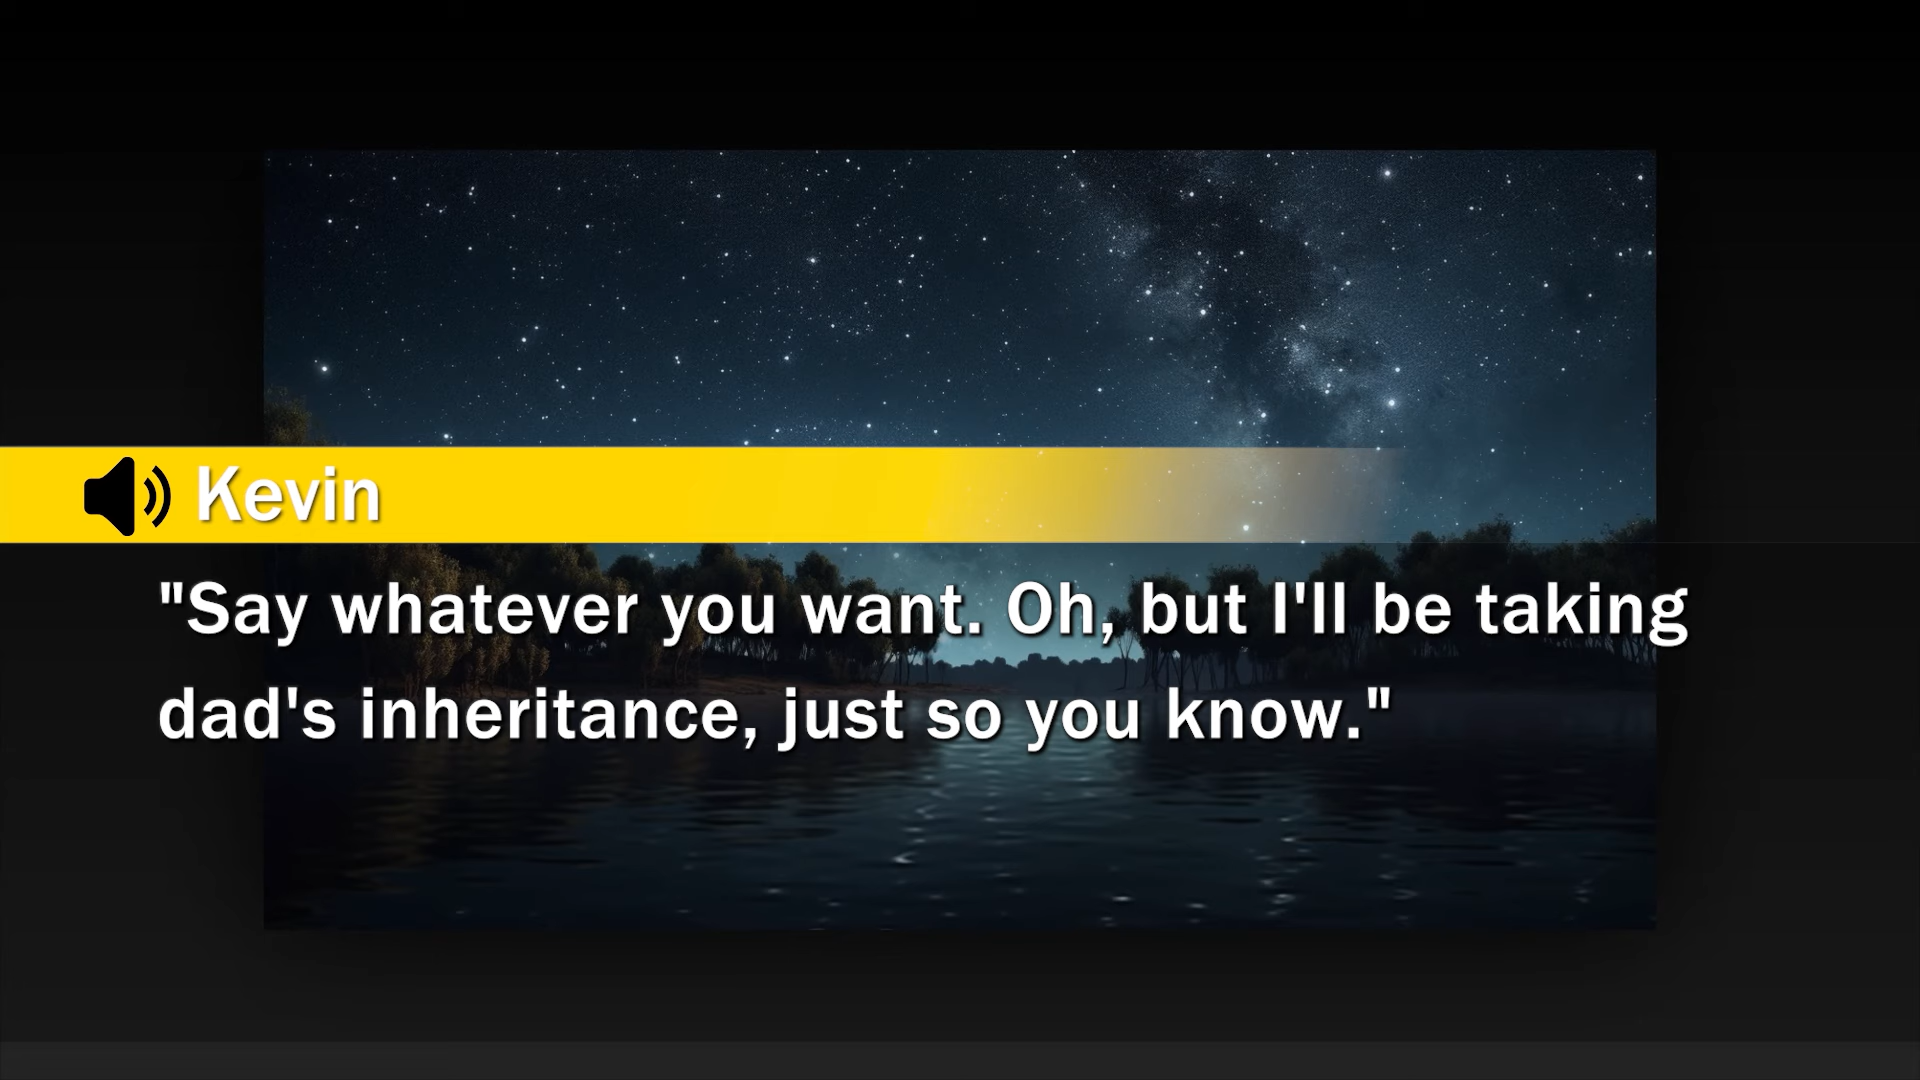 Kevin
"Say whatever you want. Oh, but I'll be taking
dad's inheritance, just so you know."